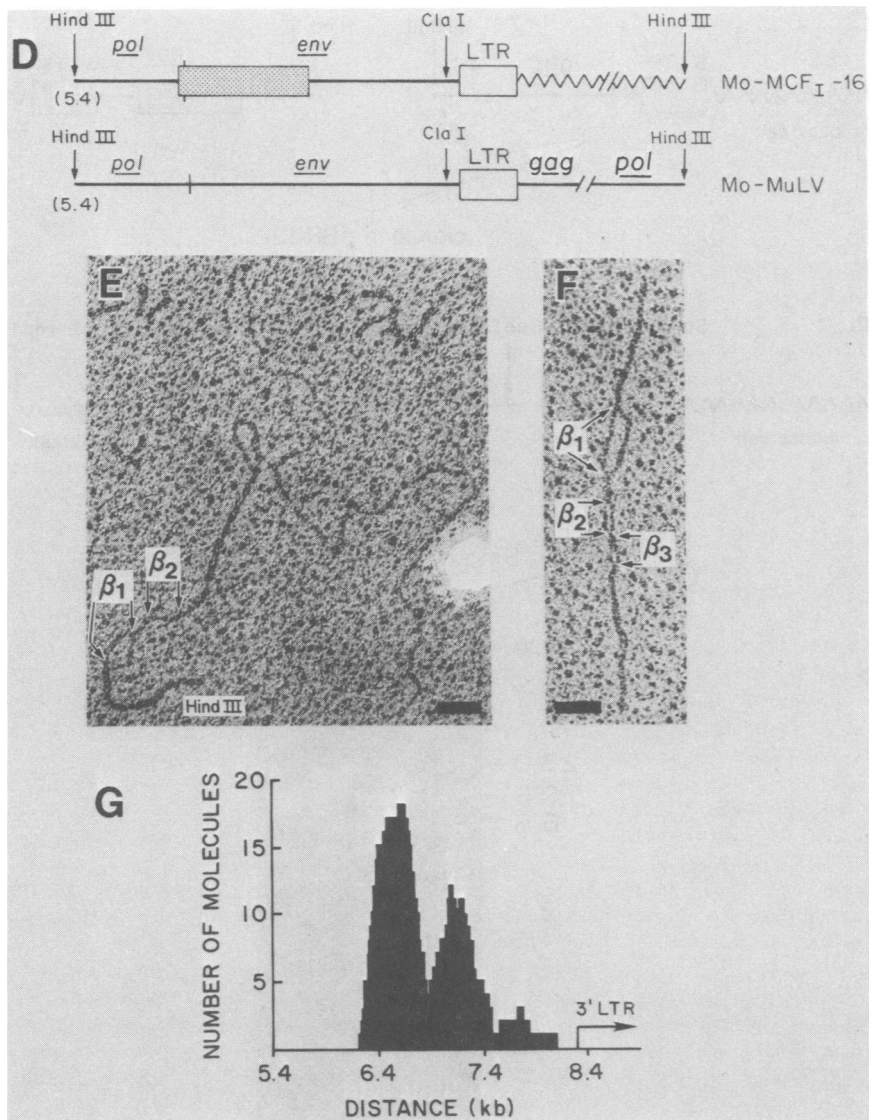 D
Hind III
Cla I
Hind III
pol
env
LTR
Mo-MCF I -16
(5.4)
Cla I
Hind III
Hind III
pol
env
LTR
gag
pol
Mo-MuLV
(5.4)
E
F
β1
β2
β3
β2
β1
Hind III
G
NUMBER OF MOLECULES
20
15
10
5
3' LTR
5.4
6.4
7.4
8.4
DISTANCE (kb)